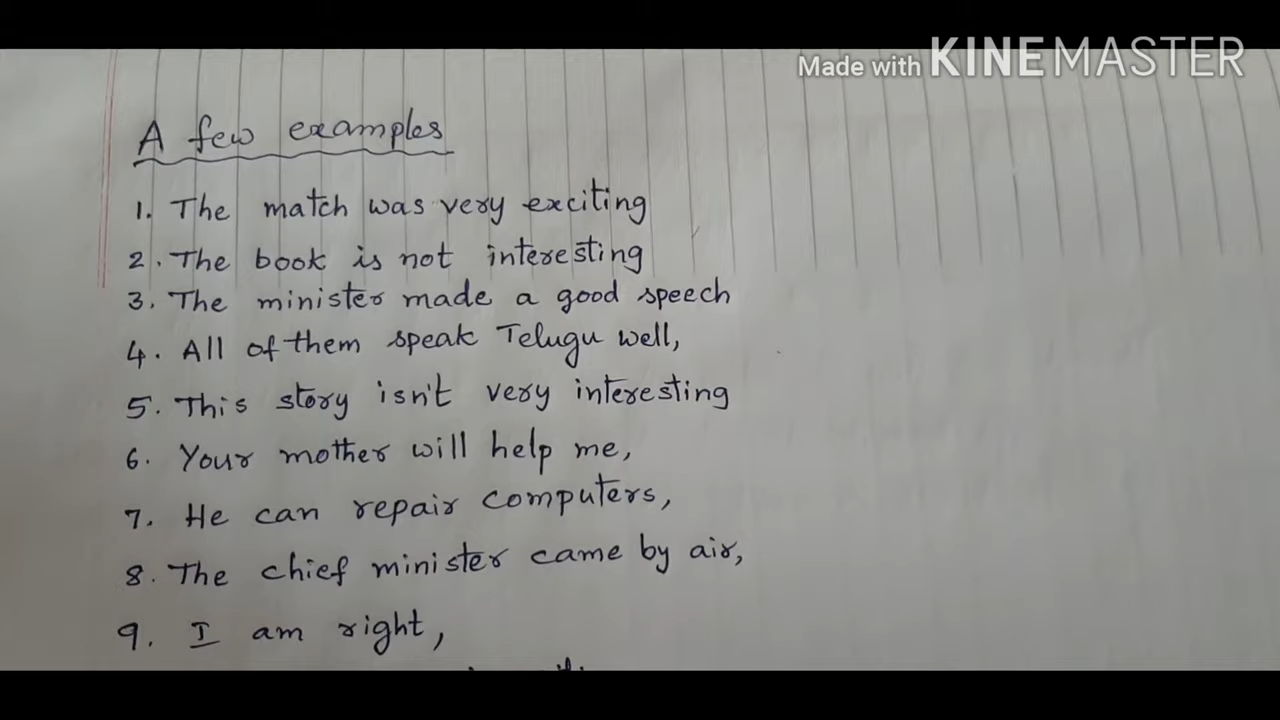 Made with KINEMASTER
A few examples
1. The match was very exciting
2. The book is not interesting
3. The minister made a good speech
4. All of them speak Telugu well,
5. This story isn't very interesting
6. Your mother will help me,
7. He can repair computers,
8. The chief minister came by air,
9. I am right,